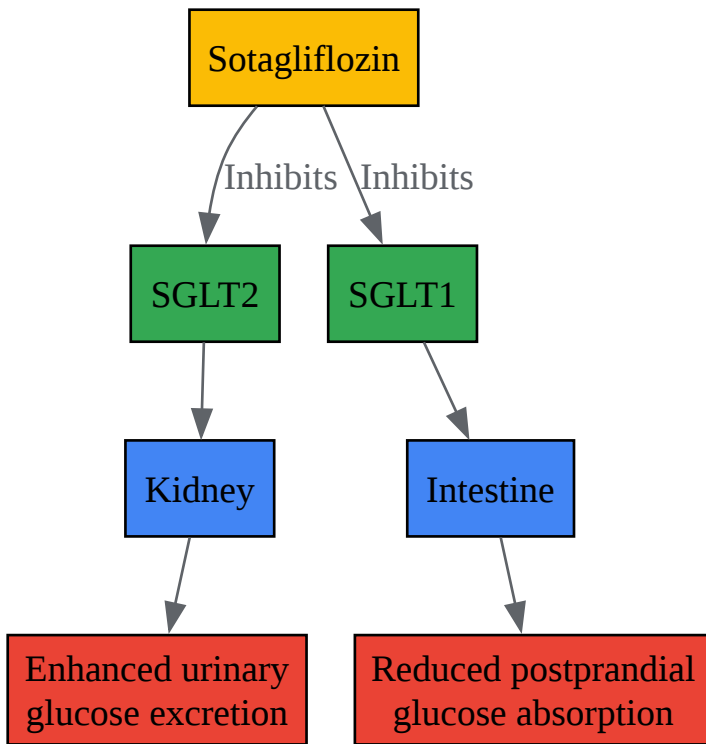 Sotagliflozin
Inhibits
Inhibits
SGLT2
SGLT1
Kidney
Intestine
Enhanced urinary
glucose excretion
Reduced postprandial
glucose absorption